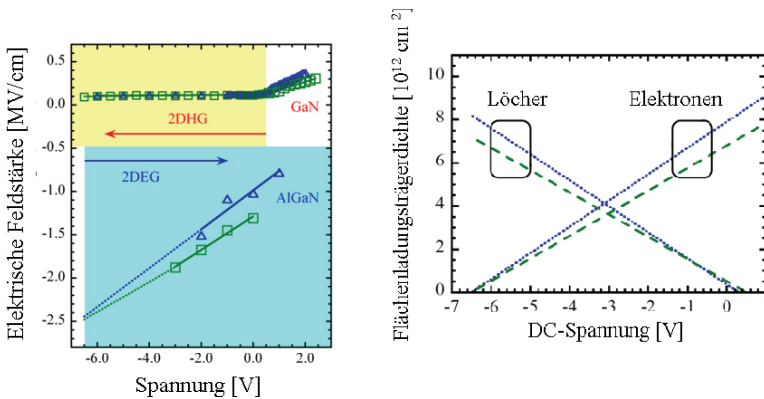 Elektrische Feldstärke [MV/cm]
0.5
0.0
-0.5
-1.0
-1.5
-2.0
-2.5
2DHG
GaN
2DEG
AlGaN
-6.0
-4.0
-2.0
0.0
2.0
Spannung [V]
Flächenladungsträgerdichte [10¹² cm⁻²]
10
8
6
4
2
0
Löcher
Elektronen
-7
-6
-5
-4
-3
-2
-1
0
DC-Spannung [V]